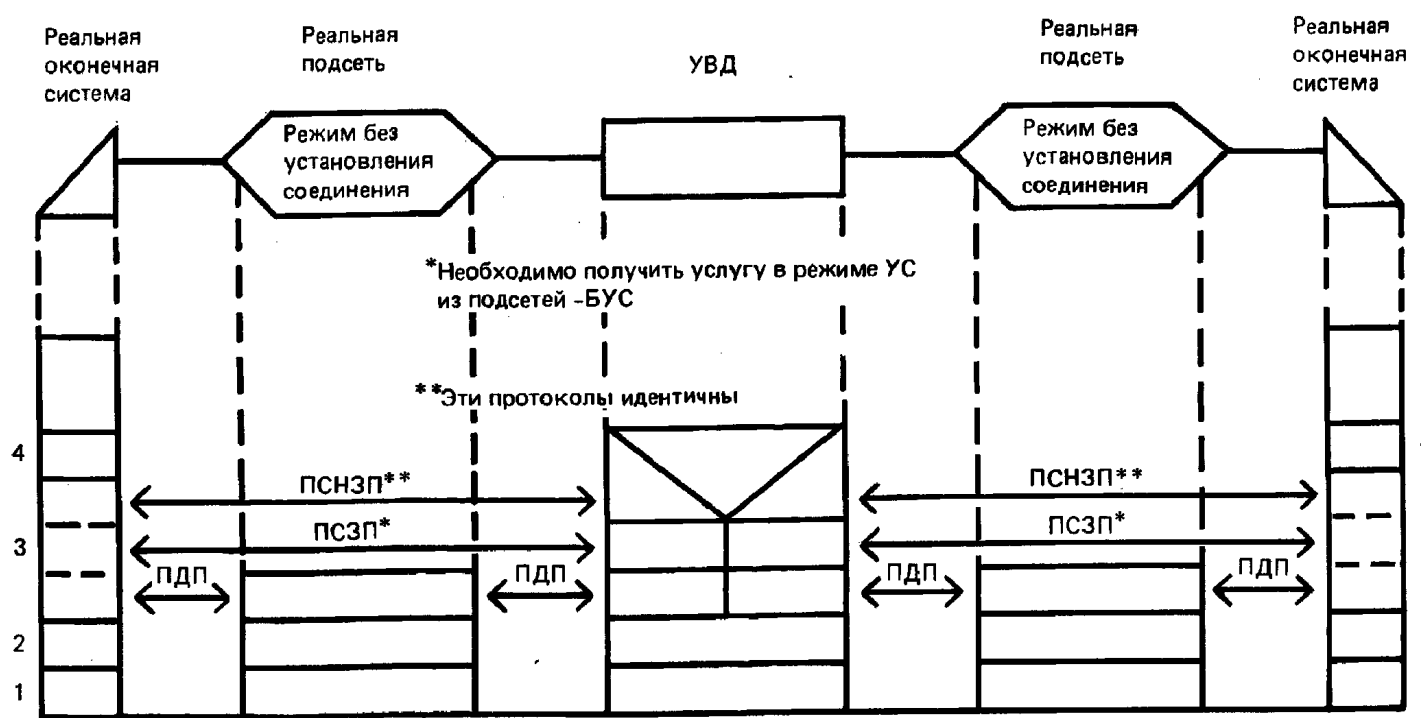 Реальная
оконечная
система
Реальная
подсеть
УВД
Реальная
подсеть
Реальная
оконечная
система
Режим без
установления
соединения
Режим без
установления
соединения
*Необходимо получить услугу в режиме УС
из подсетей -БУС
**Эти протоколы идентичны
4
ПСНЗП**
ПСНЗП**
3
ПСЗП*
ПСЗП*
ПДП
ПДП
ПДП
ПДП
2
1